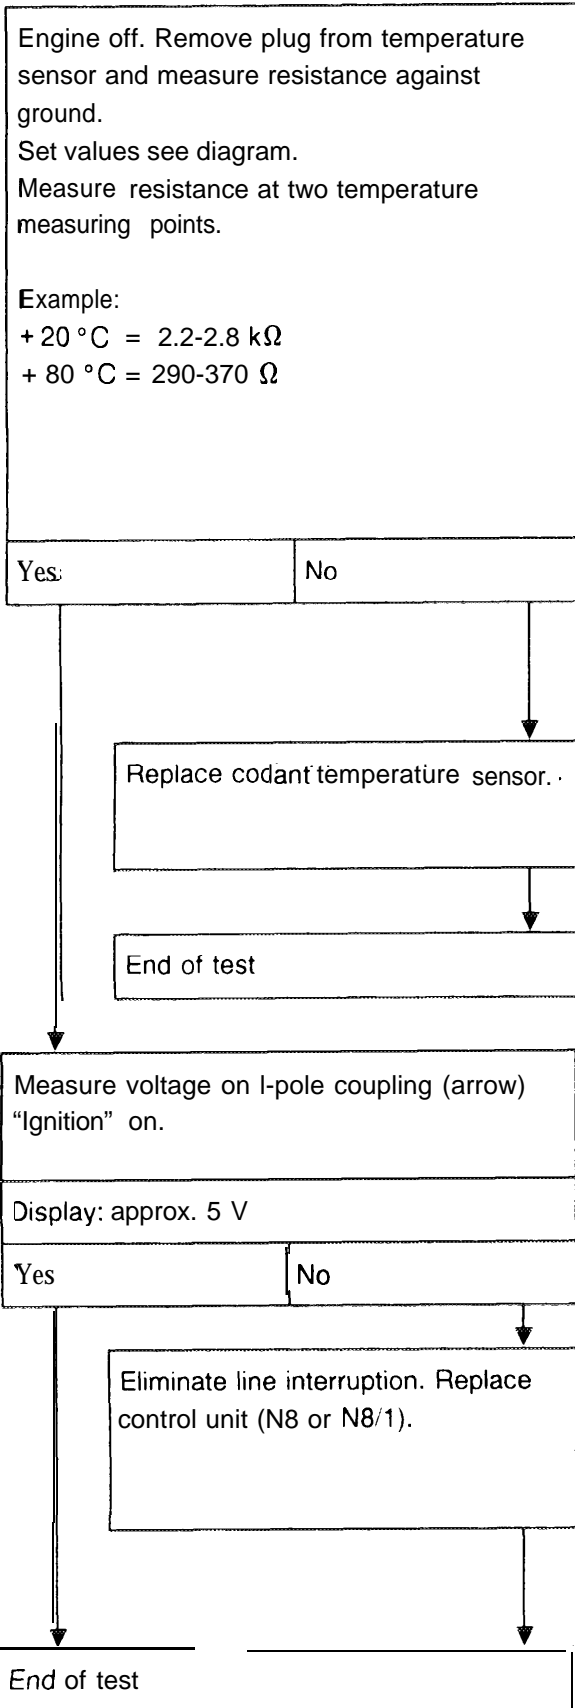 Engine off. Remove plug from temperature
sensor and measure resistance against
ground.
Set values see diagram.
Measure resistance at two temperature
measuring points.
Example:
+ 20 °C = 2.2-2.8 kΩ
+ 80 °C = 290-370 Ω
Yes
No
Replace codant temperature sensor.
End of test
Measure voltage on l-pole coupling (arrow)
“Ignition” on.
Display: approx. 5 V
Yes
No
Eliminate line interruption. Replace
control unit (N8 or N8/1).
End of test